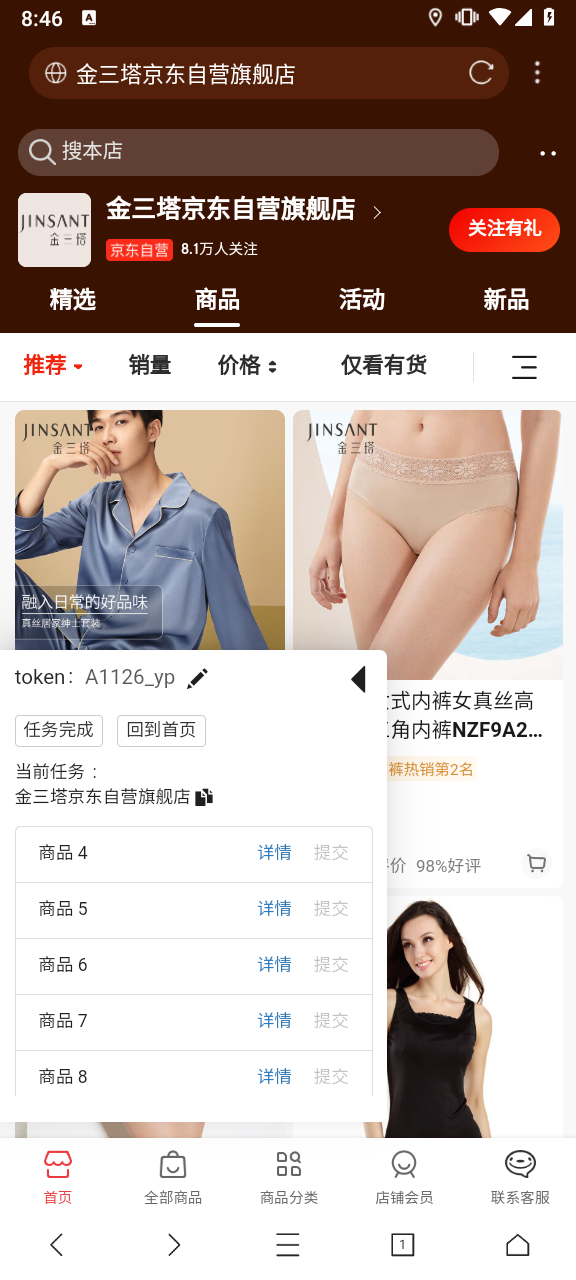 8:46
A
金三塔京东自营旗舰店
搜本店
JINSANT
金三塔
金三塔京东自营旗舰店
京东自营 8.1万人关注
关注有礼
精选 商品 活动 新品
推荐 销量 价格 仅看有货
JINSANT
金三塔
融入日常的好品味
真丝居家绅士套装
JINSANT
金三塔
式内裤女真丝高
角内裤NZF9A2...
裤热销第2名
价 98%好评
token: A1126_yp
任务完成 回到首页
当前任务：
金三塔京东自营旗舰店
商品 4 详情 提交
商品 5 详情 提交
商品 6 详情 提交
商品 7 详情 提交
商品 8 详情 提交
首页 全部商品 商品分类 店铺会员 联系客服
1